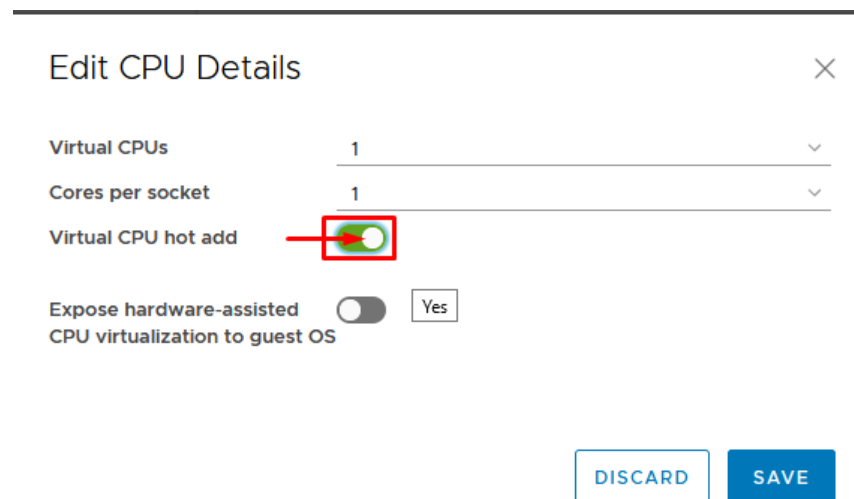 Edit CPU Details
Virtual CPUs 1
Cores per socket 1
Virtual CPU hot add
Expose hardware-assisted Yes
CPU virtualization to guest OS
DISCARD SAVE